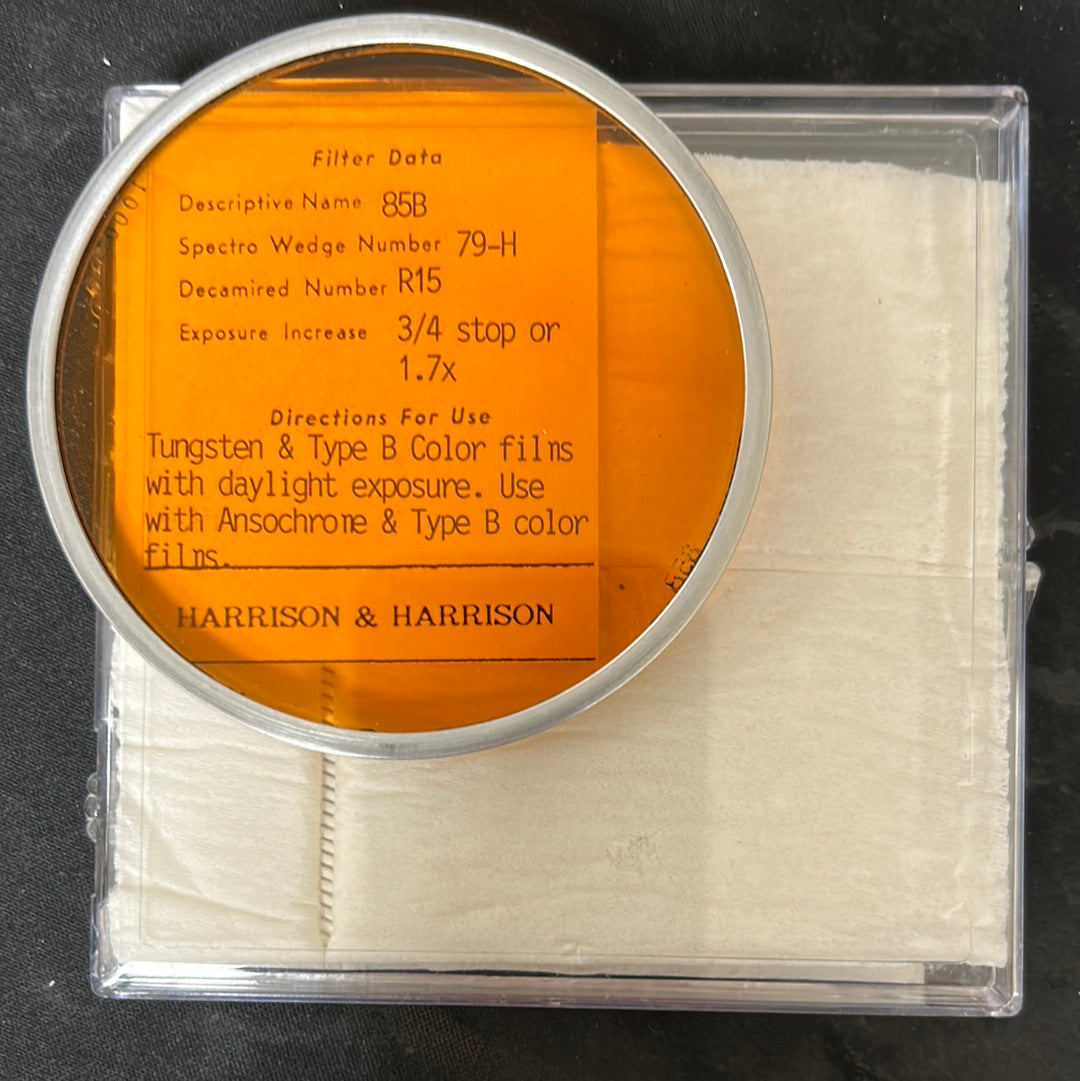 Filter Data
Descriptive Name 85B
Spectro Wedge Number 79-H
Decamired Number R15
Exposure Increase 3/4 stop or
1.7x
Directions For Use
Tungsten & Type B Color films
with daylight exposure. Use
with Ansochrome & Type B color
films.
HARRISON & HARRISON